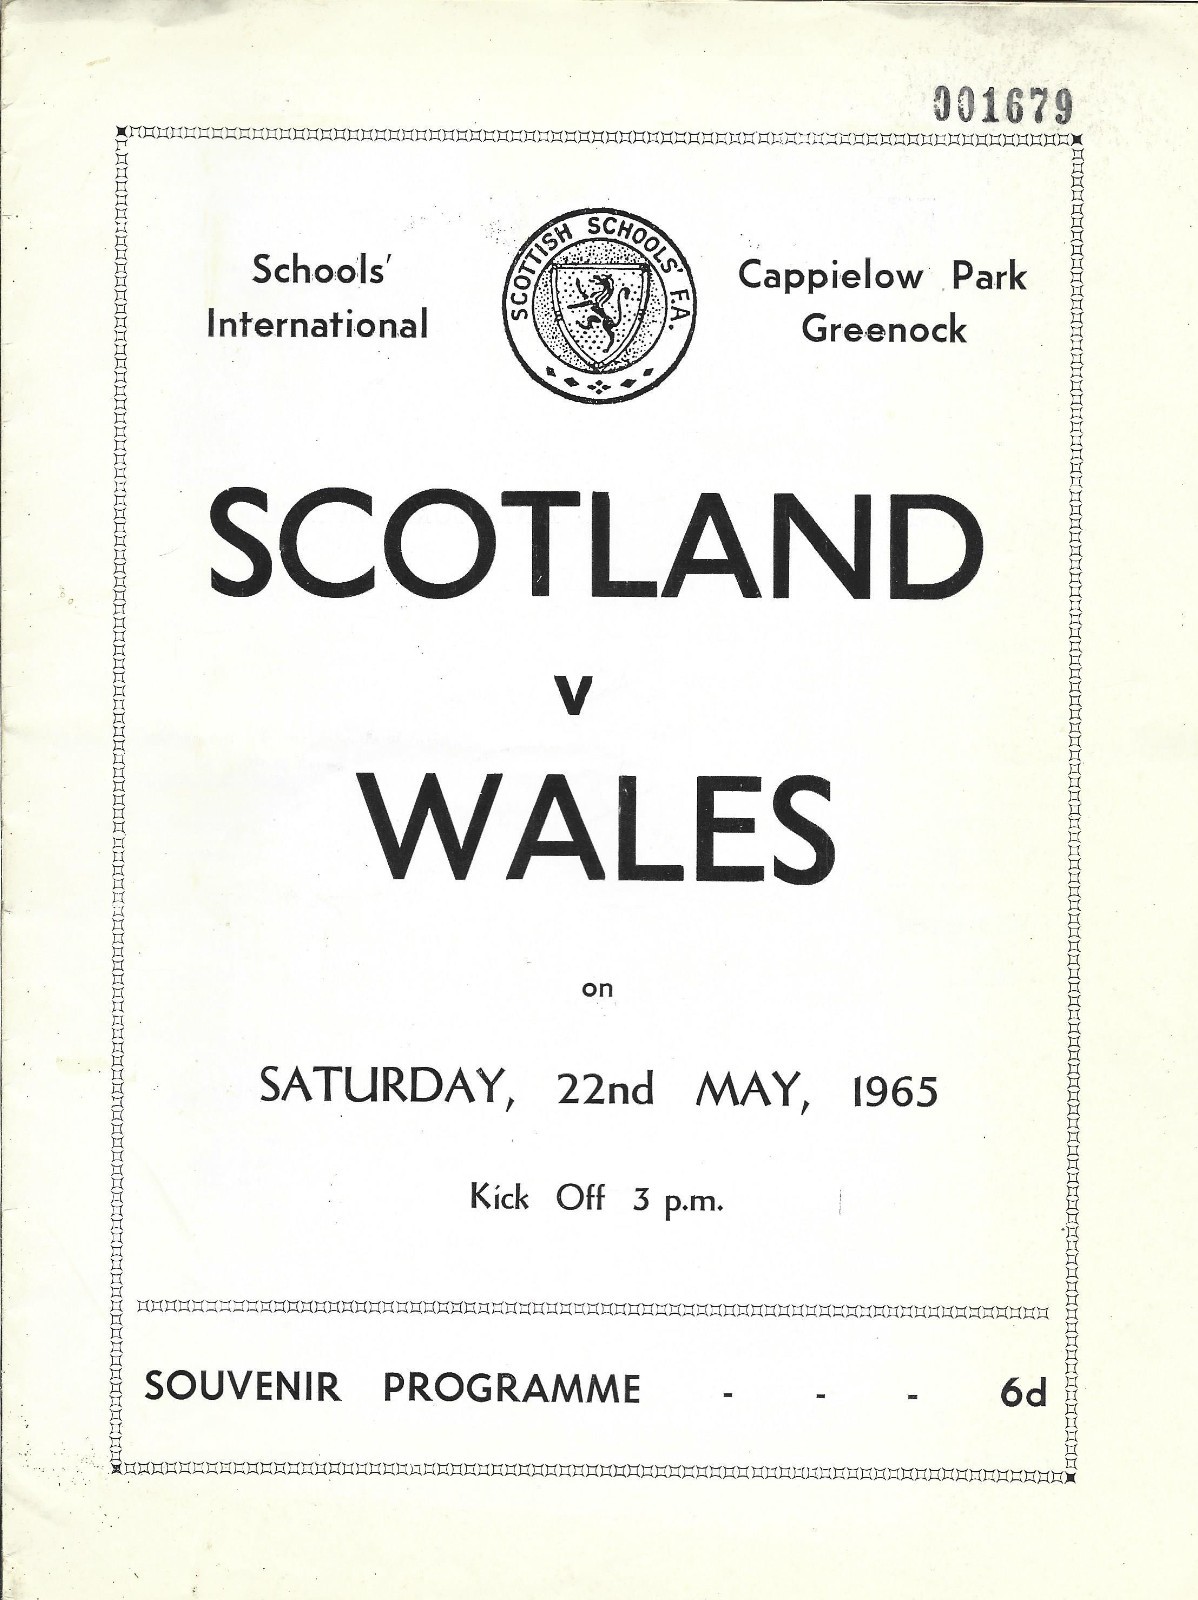 001679
Schools'
International
SCOTTISH SCHOOLS' F.A.
Cappielow Park
Greenock
SCOTLAND
v
WALES
on
SATURDAY, 22nd MAY, 1965
Kick Off 3 p.m.
SOUVENIR PROGRAMME - - - 6d